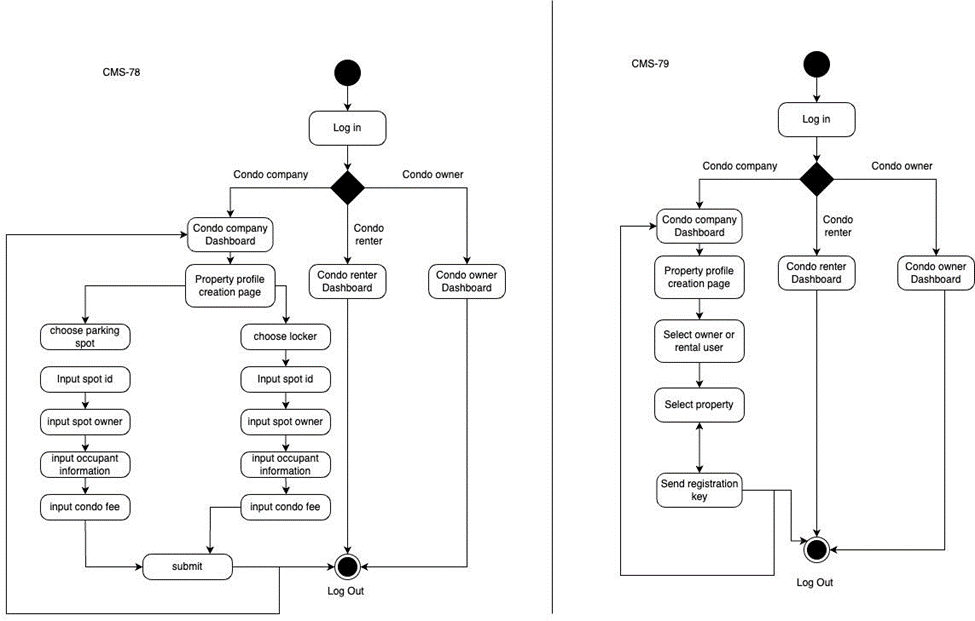 CMS-78
Log in
Condo company
Condo owner
Condo
renter
Condo company
Dashboard
Property profile
creation page
Condo renter
Dashboard
Condo owner
Dashboard
choose parking
spot
choose locker
Input spot id
Input spot id
input spot owner
input spot owner
input occupant
information
input occupant
information
input condo fee
input condo fee
submit
Log Out
CMS-79
Log in
Condo company
Condo owner
Condo
renter
Condo company
Dashboard
Property profile
creation page
Condo renter
Dashboard
Condo owner
Dashboard
Select owner or
rental user
Select property
Send registration
key
Log Out